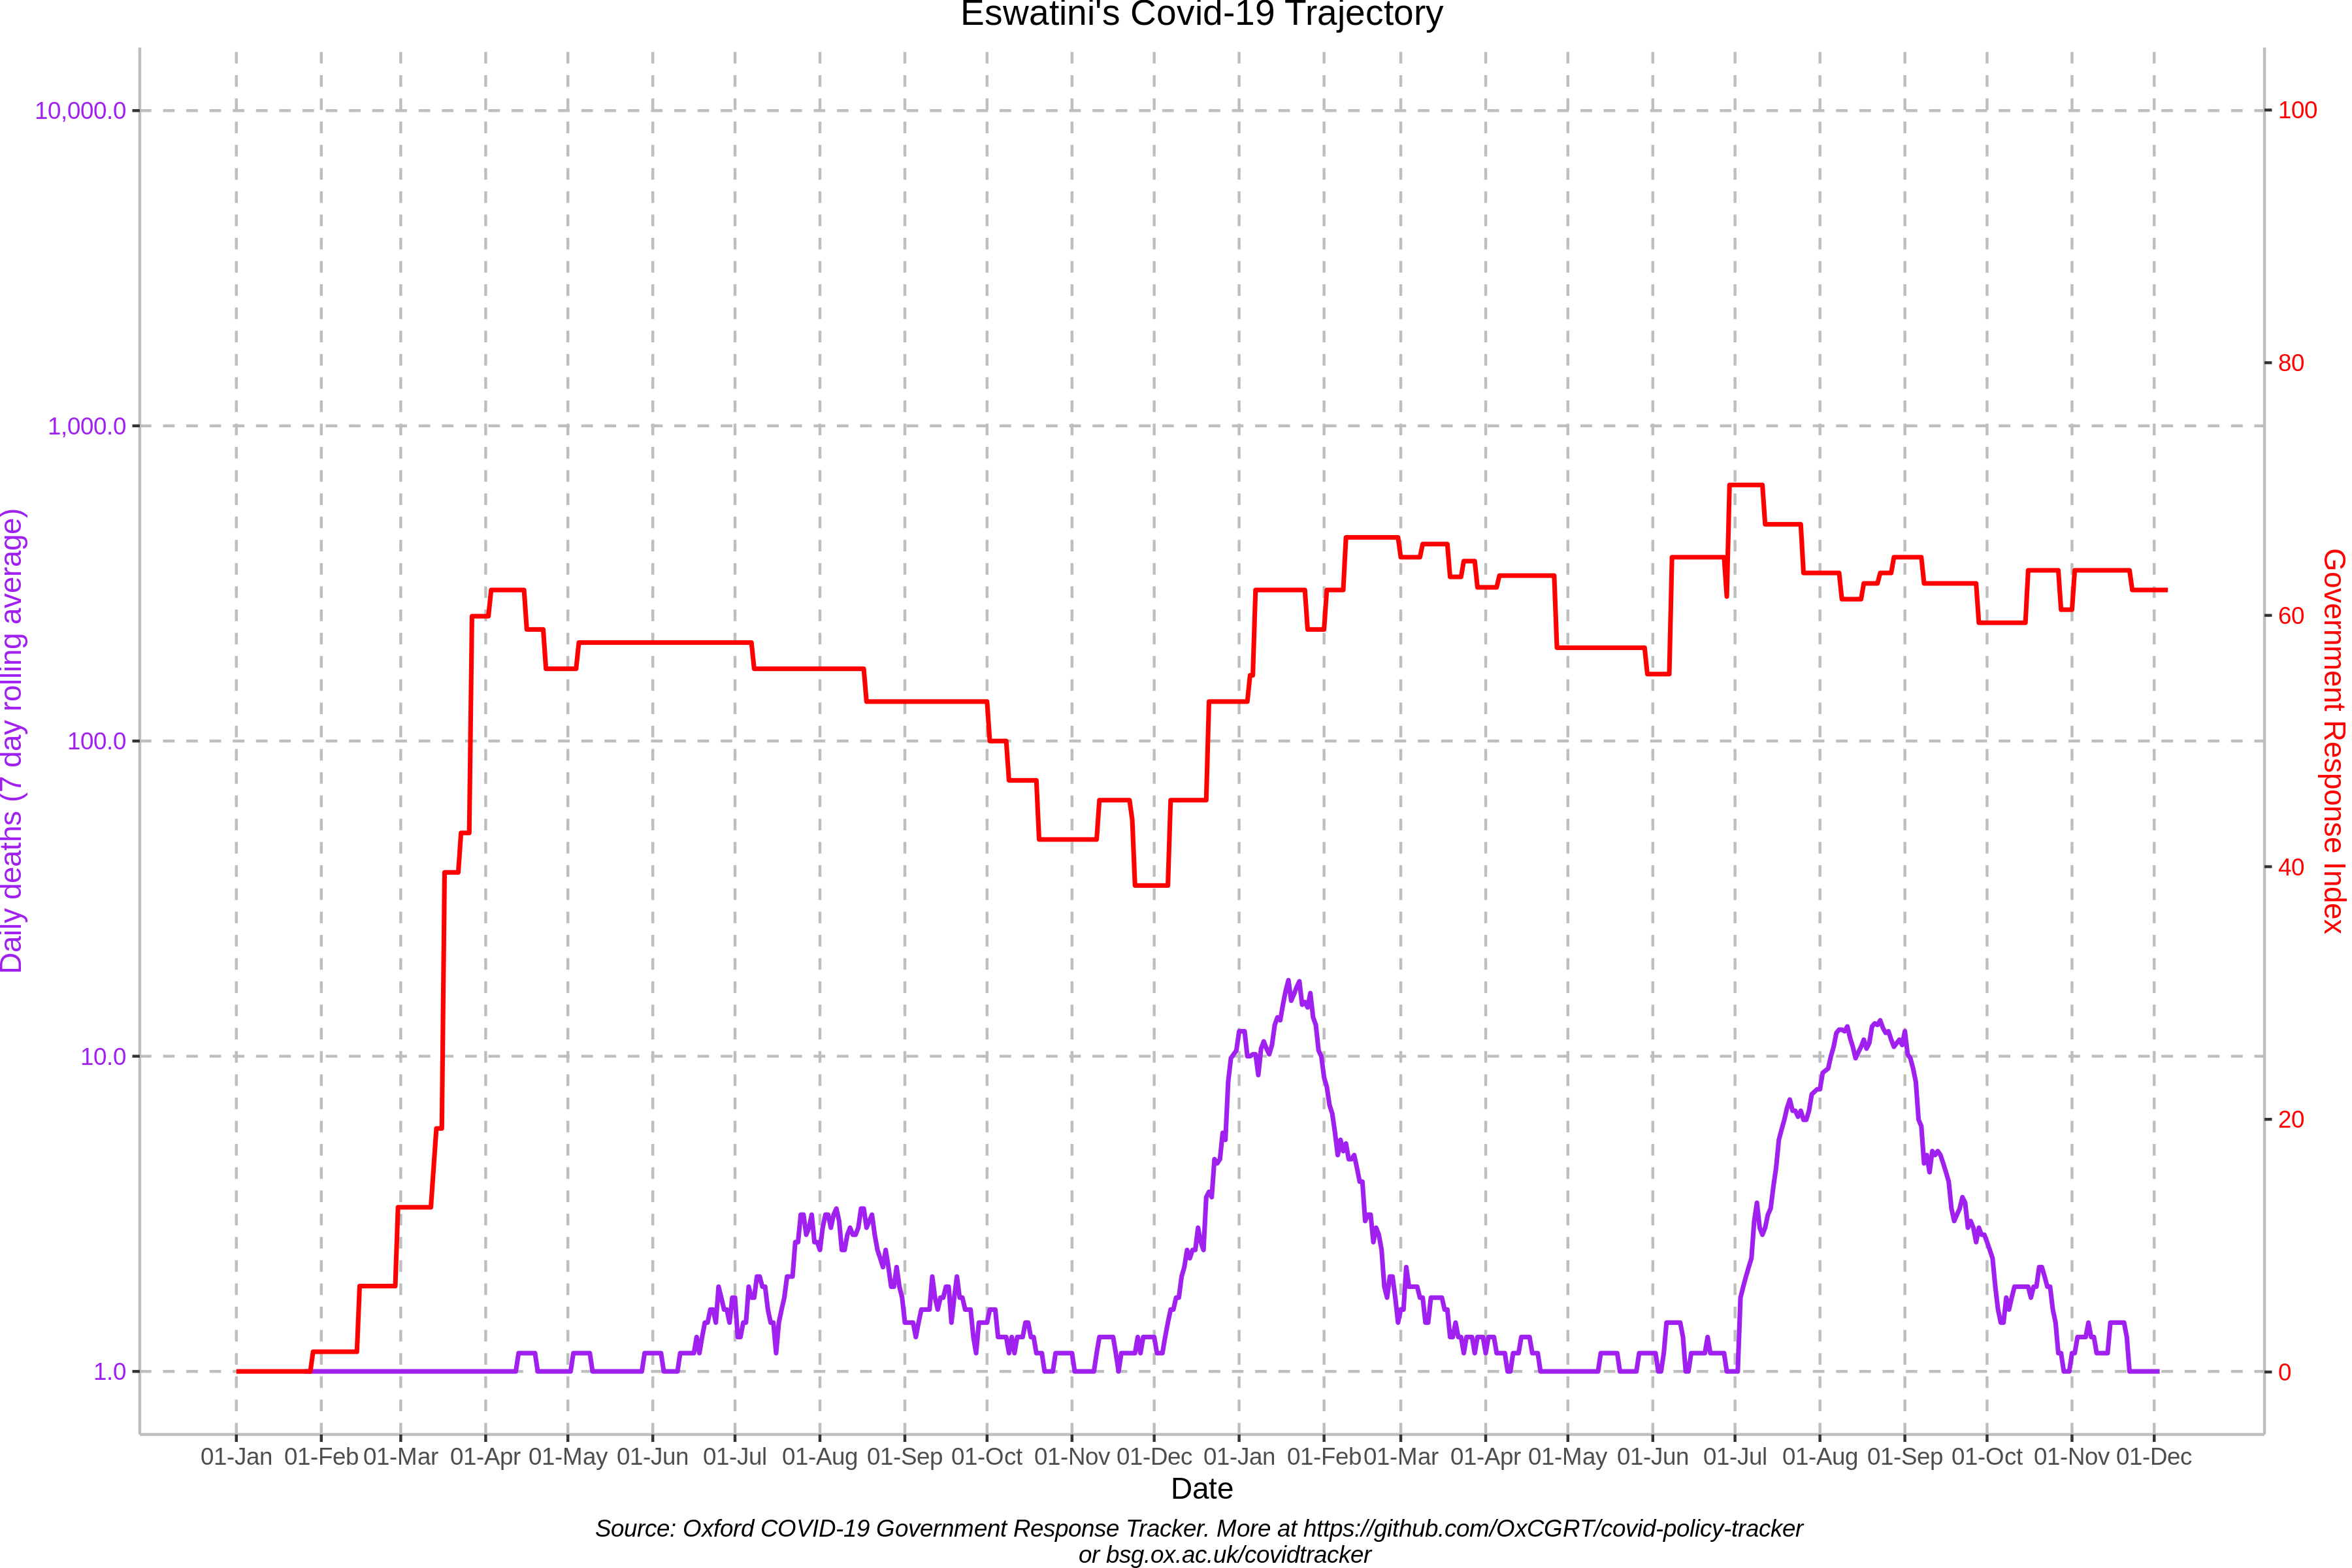 Eswatini's Covid-19 Trajectory
10,000.0
1,000.0
100.0
10.0
1.0
Daily deaths (7 day rolling average)
100
80
60
40
20
0
Government Response Index
01-Jan 01-Feb 01-Mar 01-Apr 01-May 01-Jun 01-Jul 01-Aug 01-Sep 01-Oct 01-Nov 01-Dec 01-Jan 01-Feb 01-Mar 01-Apr 01-May 01-Jun 01-Jul 01-Aug 01-Sep 01-Oct 01-Nov 01-Dec
Date
Source: Oxford COVID-19 Government Response Tracker. More at https://github.com/OxCGRT/covid-policy-tracker
or bsg.ox.ac.uk/covidtracker